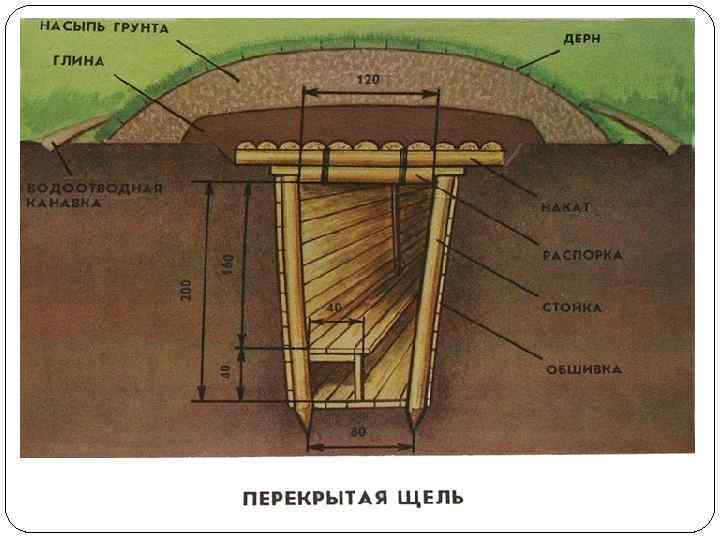 НАСЫПЬ ГРУНТА
ДЕРН
ГЛИНА
120
ВОДООТВОДНАЯ
КАНАВКА
НАКАТ
РАСПОРКА
160
200
40
СТОЙКА
40
ОБШИВКА
80
ПЕРЕКРЫТАЯ ЩЕЛЬ